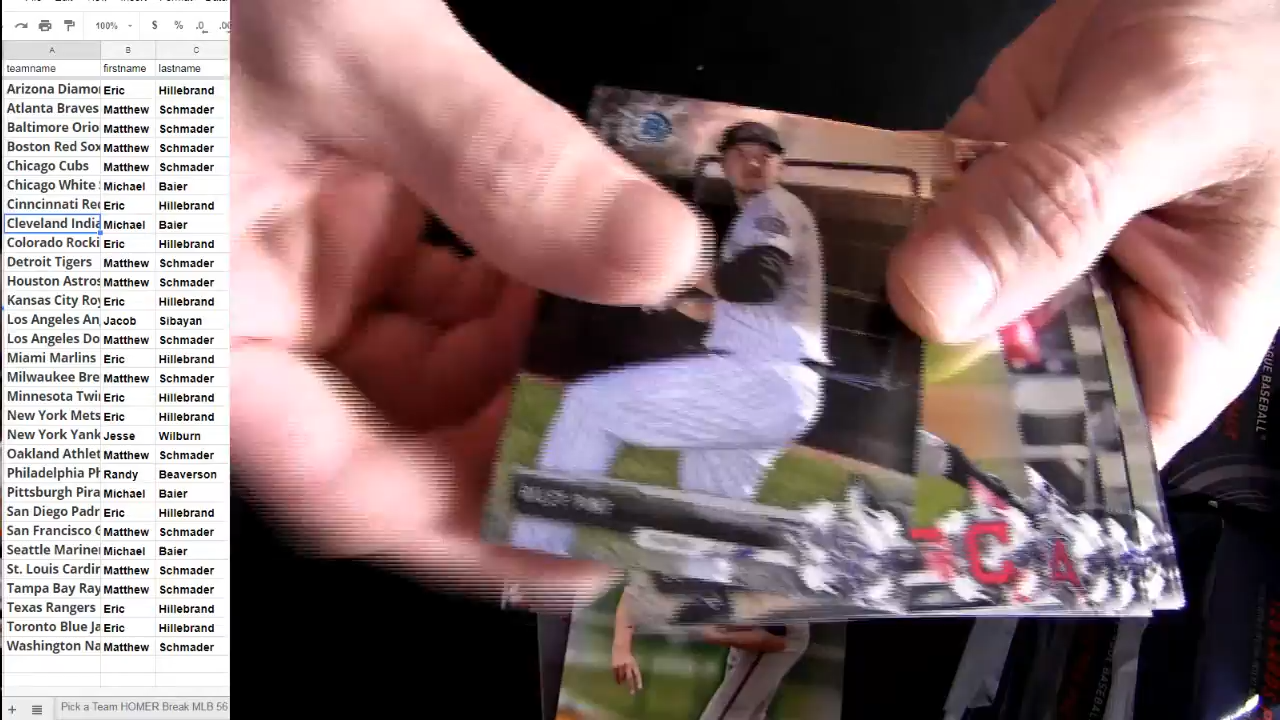 100% $ % .0 .00
A B C
teamname firstname lastname
Arizona Diamo Eric Hillebrand
Atlanta Braves Matthew Schmader
Baltimore Orio Matthew Schmader
Boston Red Sox Matthew Schmader
Chicago Cubs Matthew Schmader
Chicago White Michael Baier
Cinncinnati Re Eric Hillebrand
Cleveland India Michael Baier
Colorado Rocki Eric Hillebrand
Detroit Tigers Matthew Schmader
Houston Astros Matthew Schmader
Kansas City Roy Eric Hillebrand
Los Angeles An Jacob Sibayan
Los Angeles Do Matthew Schmader
Miami Marlins Eric Hillebrand
Milwaukee Bre Matthew Schmader
Minnesota Twi Eric Hillebrand
New York Mets Eric Hillebrand
New York Yank Jesse Wilburn
Oakland Athlet Matthew Schmader
Philadelphia Ph Randy Beaverson
Pittsburgh Pira Michael Baier
San Diego Padr Eric Hillebrand
San Francisco G Matthew Schmader
Seattle Mariner Michael Baier
St. Louis Cardin Matthew Schmader
Tampa Bay Ray Matthew Schmader
Texas Rangers Eric Hillebrand
Toronto Blue Ja Eric Hillebrand
Washington Na Matthew Schmader
Pick a Team HOMER Break MLB 56
C
A
GUE BASEBALL